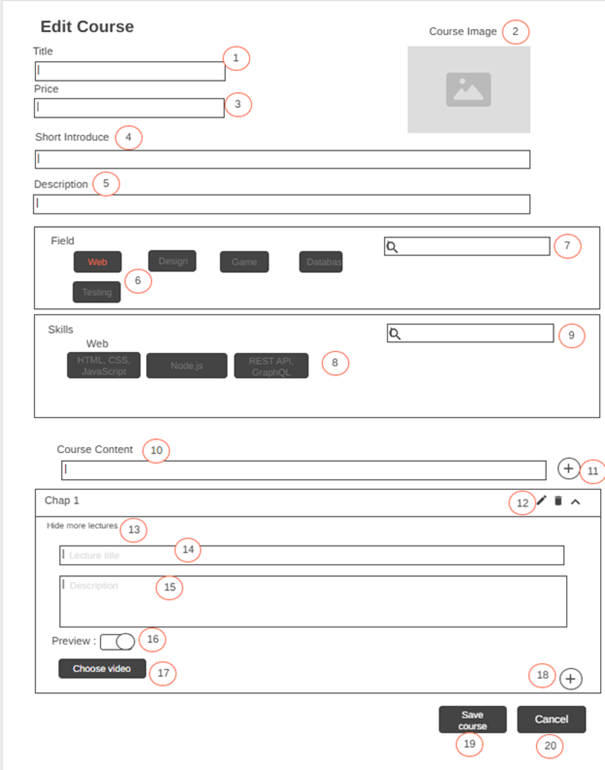 Edit Course
Course Image 2
Title
1
Price
3
Short Introduce 4
Description 5
Field
7
Web Design Game Databas
6
Testing
Skills
9
Web
HTML, CSS, JavaScript
Node.js
REST API, GraphQL
8
Course Content 10
11
Chap 1
12
Hide more lectures 13
Lecture title 14
Description 15
Preview : 16
Choose video 17
18
Save course
Cancel
19
20